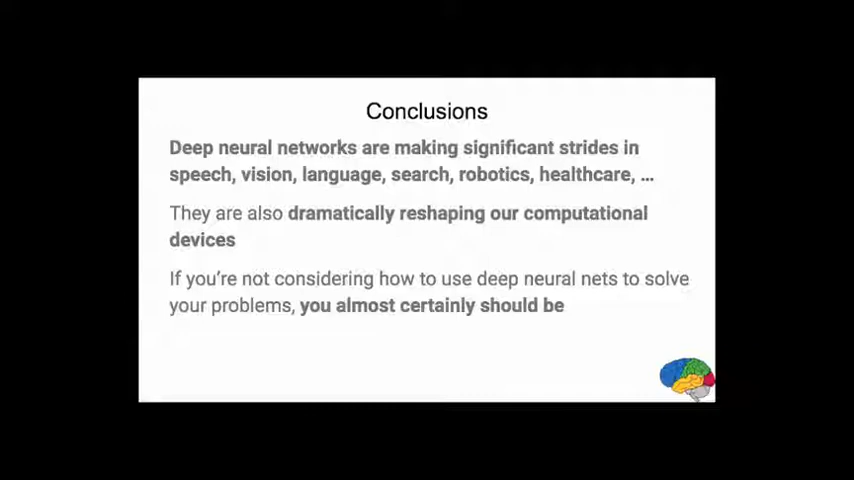 Conclusions
Deep neural networks are making significant strides in
speech, vision, language, search, robotics, healthcare, ...
They are also dramatically reshaping our computational
devices
If you’re not considering how to use deep neural nets to solve
your problems, you almost certainly should be